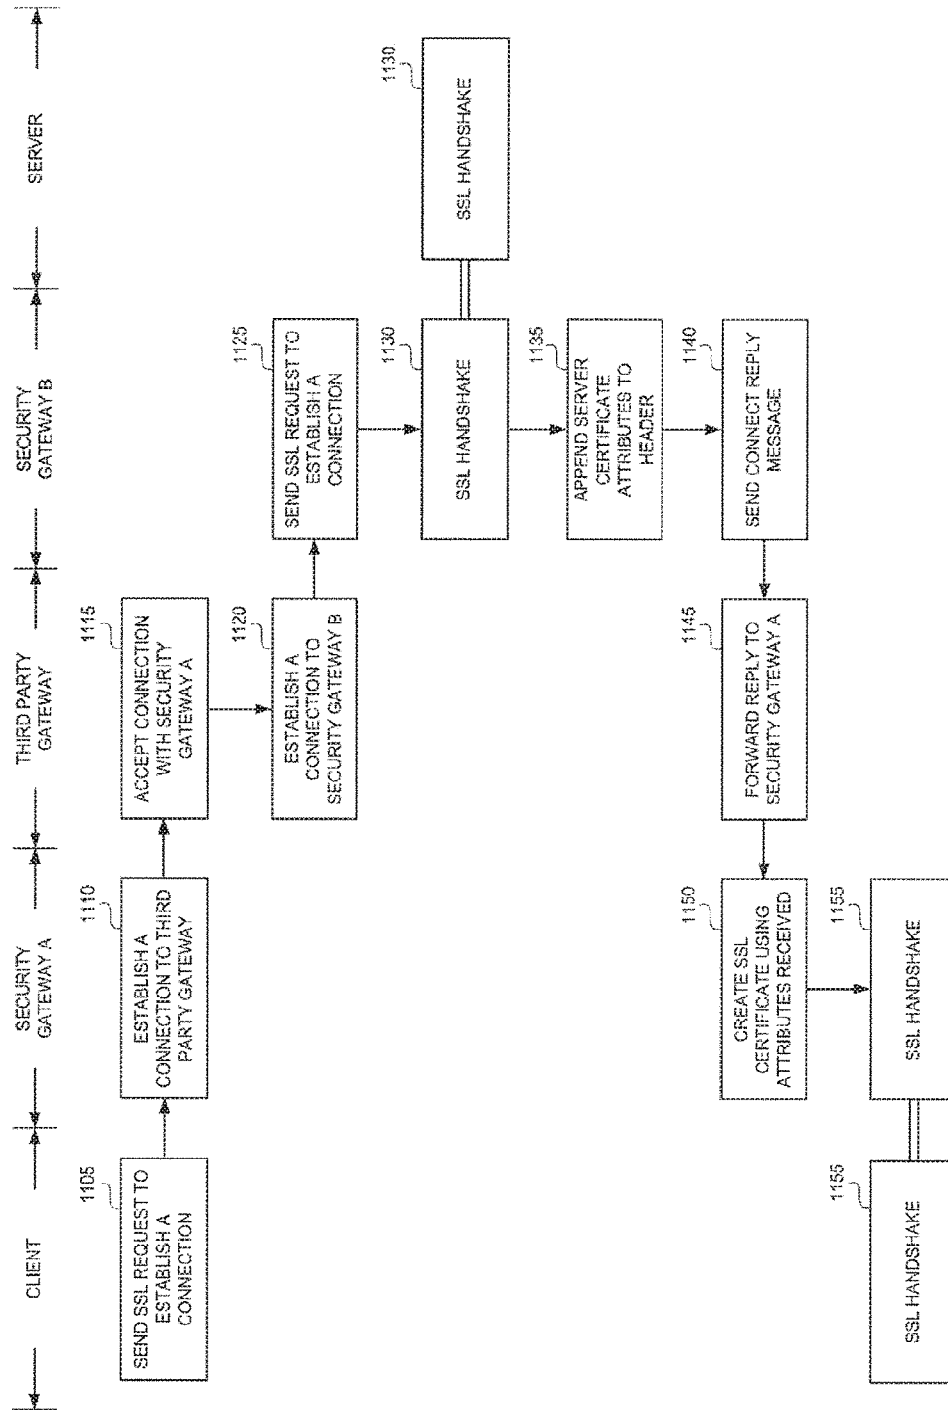 CLIENT
SECURITY
GATEWAY A
THIRD PARTY
GATEWAY
SECURITY
GATEWAY B
SERVER
1105
SEND SSL REQUEST TO
ESTABLISH A
CONNECTION
1110
ESTABLISH A
CONNECTION TO THIRD
PARTY GATEWAY
1115
ACCEPT CONNECTION
WITH SECURITY
GATEWAY A
1120
ESTABLISH A
CONNECTION TO
SECURITY GATEWAY B
1125
SEND SSL REQUEST TO
ESTABLISH A
CONNECTION
1130
SSL HANDSHAKE
1130
SSL HANDSHAKE
1135
APPEND SERVER
CERTIFICATE
ATTRIBUTES TO
HEADER
1140
SEND CONNECT REPLY
MESSAGE
1145
FORWARD REPLY TO
SECURITY GATEWAY A
1150
CREATE SSL
CERTIFICATE USING
ATTRIBUTES RECEIVED
1155
SSL HANDSHAKE
1155
SSL HANDSHAKE